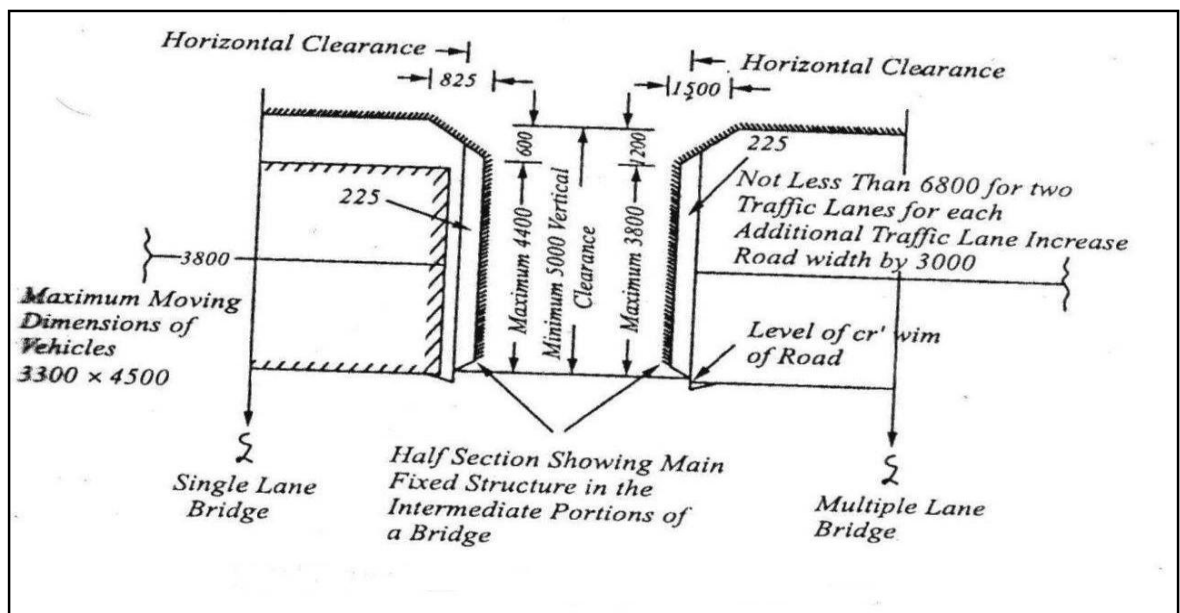 Horizontal Clearance
Horizontal Clearance
825
1500
600
1200
225
225
Maximum 4400
Minimum 5000 Vertical
Clearance
Maximum 3800
Not Less Than 6800 for two
Traffic Lanes for each
Additional Traffic Lane Increase
Road width by 3000
3800
Maximum Moving
Dimensions of
Vehicles
3300 × 4500
Level of cr' wim
of Road
Half Section Showing Main
Fixed Structure in the
Intermediate Portions of
a Bridge
Single Lane
Bridge
Multiple Lane
Bridge